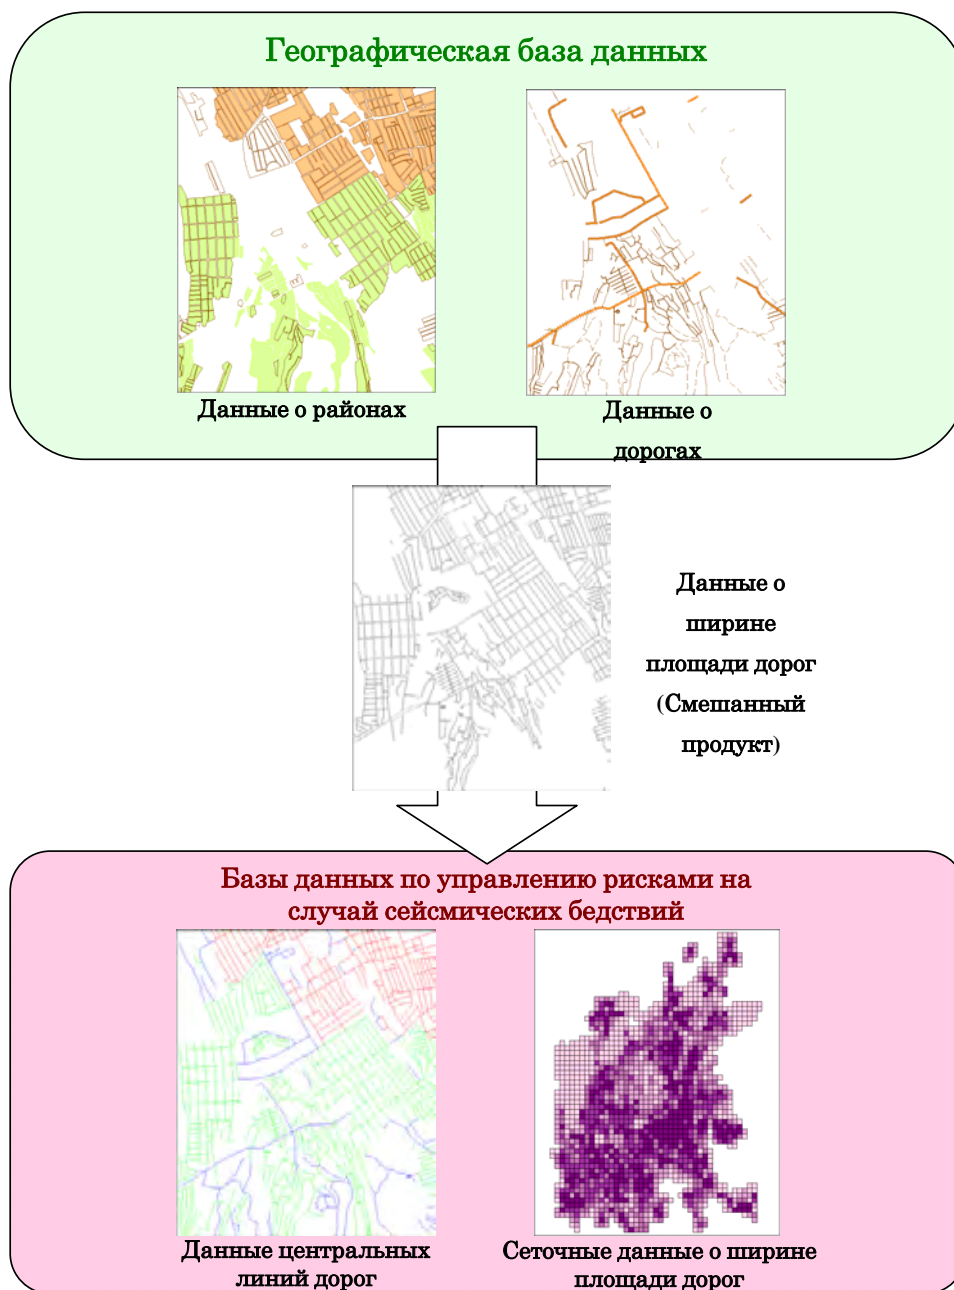 Географическая база данных
Данные о районах
Данные о
дорогах
Данные о
ширине
площади дорог
(Смешанный
продукт)
Базы данных по управлению рисками на
случай сейсмических бедствий
Данные центральных
линий дорог
Сеточные данные о ширине
площади дорог